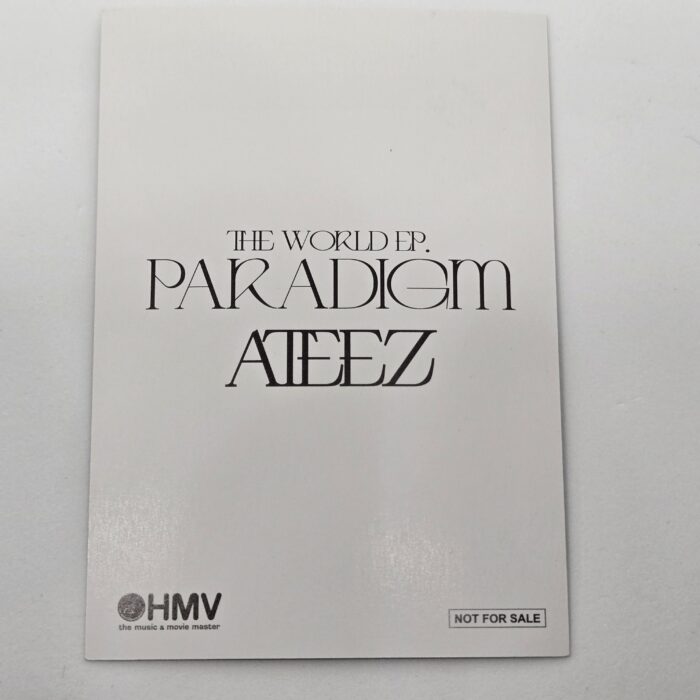 THE WORLD EP.
PARADIGM
ATEEZ
HMV
the music & movie master
NOT FOR SALE